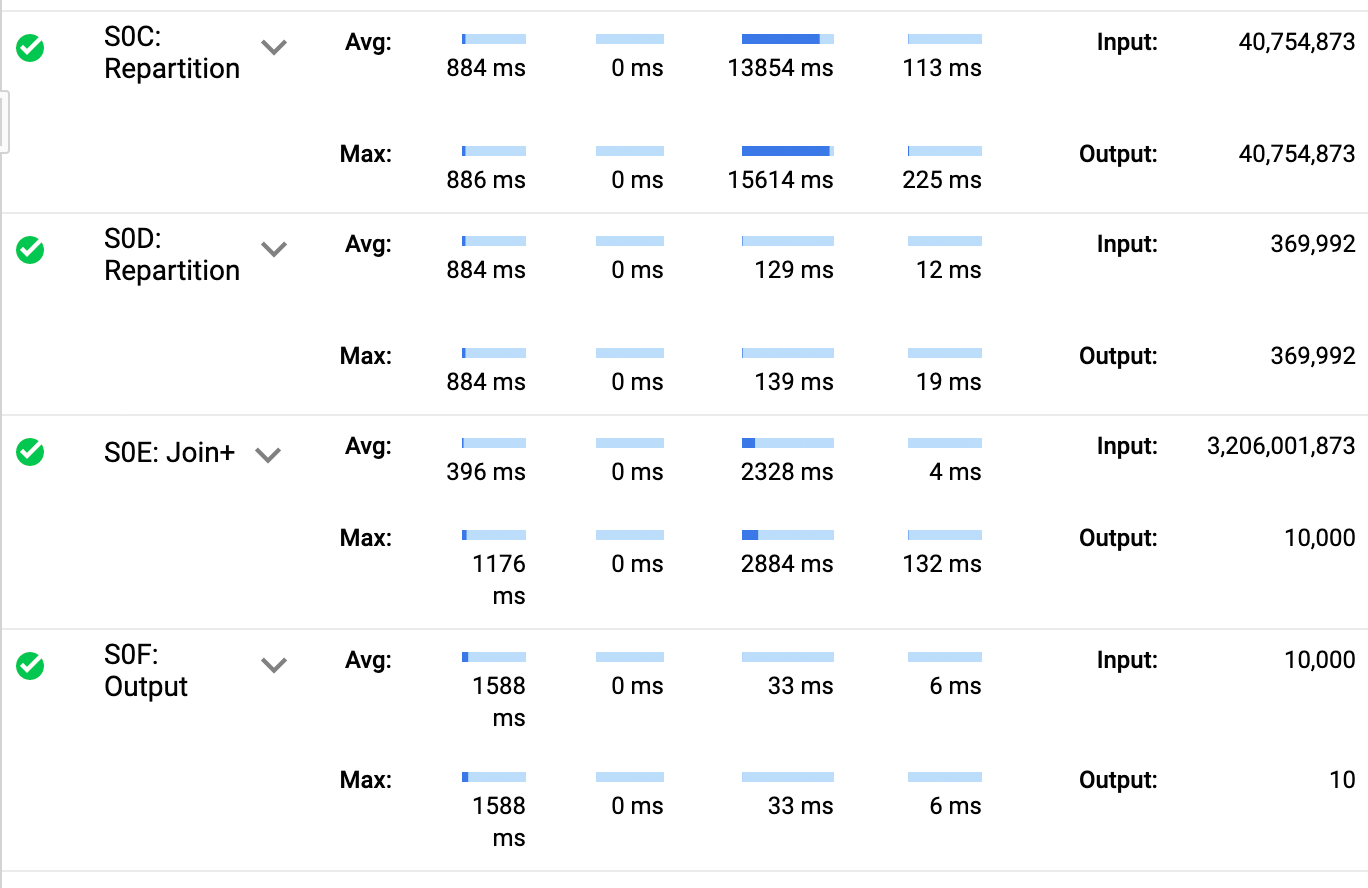 S0C:
Repartition
Avg:
884 ms
0 ms
13854 ms
113 ms
Input:
40,754,873
Max:
886 ms
0 ms
15614 ms
225 ms
Output:
40,754,873
S0D:
Repartition
Avg:
884 ms
0 ms
129 ms
12 ms
Input:
369,992
Max:
884 ms
0 ms
139 ms
19 ms
Output:
369,992
S0E: Join+
Avg:
396 ms
0 ms
2328 ms
4 ms
Input:
3,206,001,873
Max:
1176
ms
0 ms
2884 ms
132 ms
Output:
10,000
S0F:
Output
Avg:
1588
ms
0 ms
33 ms
6 ms
Input:
10,000
Max:
1588
ms
0 ms
33 ms
6 ms
Output:
10